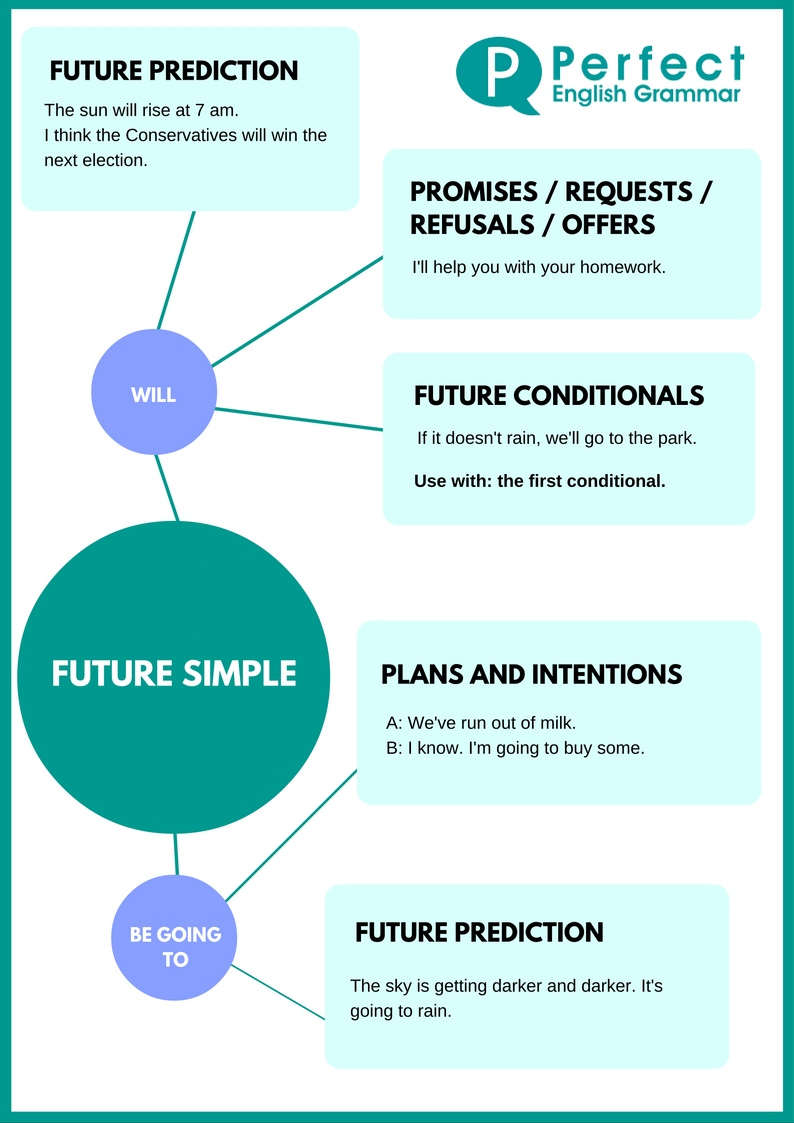 FUTURE PREDICTION
The sun will rise at 7 am.
I think the Conservatives will win the
next election.
Perfect
English Grammar
PROMISES / REQUESTS /
REFUSALS / OFFERS
I'll help you with your homework.
WILL
FUTURE CONDITIONALS
If it doesn't rain, we'll go to the park.
Use with: the first conditional.
FUTURE SIMPLE
PLANS AND INTENTIONS
A: We've run out of milk.
B: I know. I'm going to buy some.
BE GOING
TO
FUTURE PREDICTION
The sky is getting darker and darker. It's
going to rain.